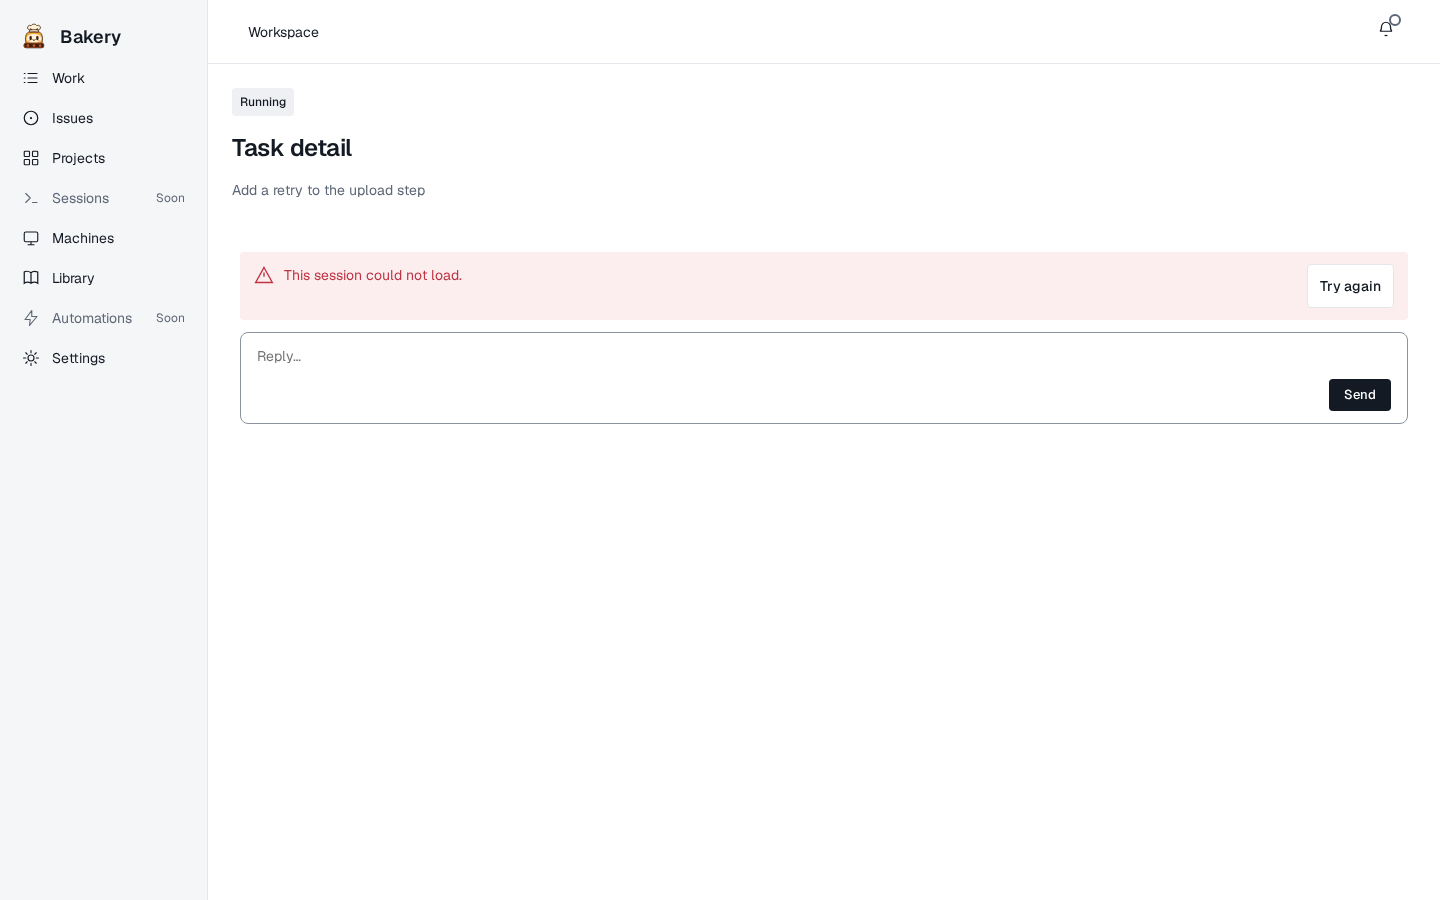 Bakery
Work
Issues
Projects
Sessions Soon
Machines
Library
Automations Soon
Settings
Workspace
Running
Task detail
Add a retry to the upload step
This session could not load.
Try again
Reply...
Send